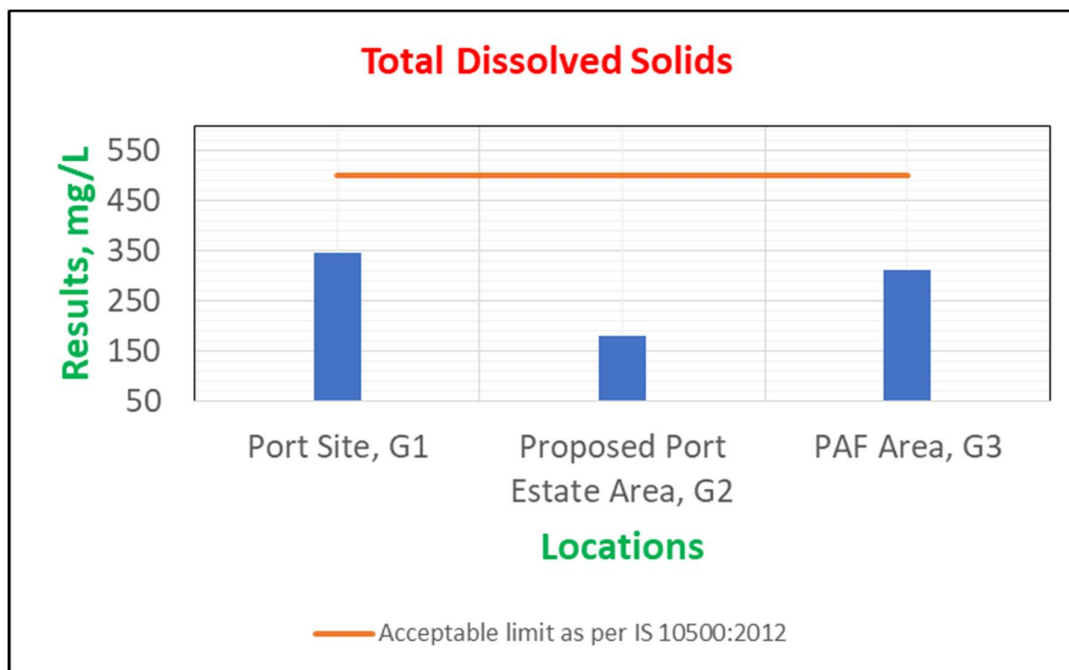 Total Dissolved Solids
Results, mg/L
550
450
350
250
150
50
Port Site, G1
Proposed Port
Estate Area, G2
PAF Area, G3
Locations
Acceptable limit as per IS 10500:2012